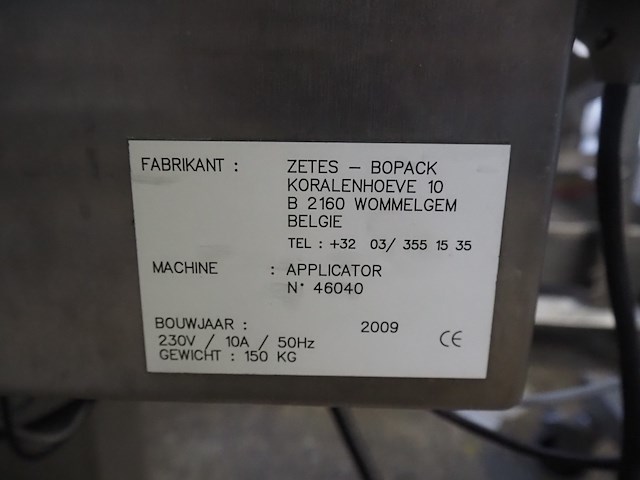 FABRIKANT : ZETES - BOPACK
KORALENHOEVE 10
B 2160 WOMMELGEM
BELGIE
TEL : +32 03/ 355 15 35
MACHINE : APPLICATOR
N° 46040
BOUWJAAR : 2009
230V / 10A / 50Hz
GEWICHT : 150 KG
CE